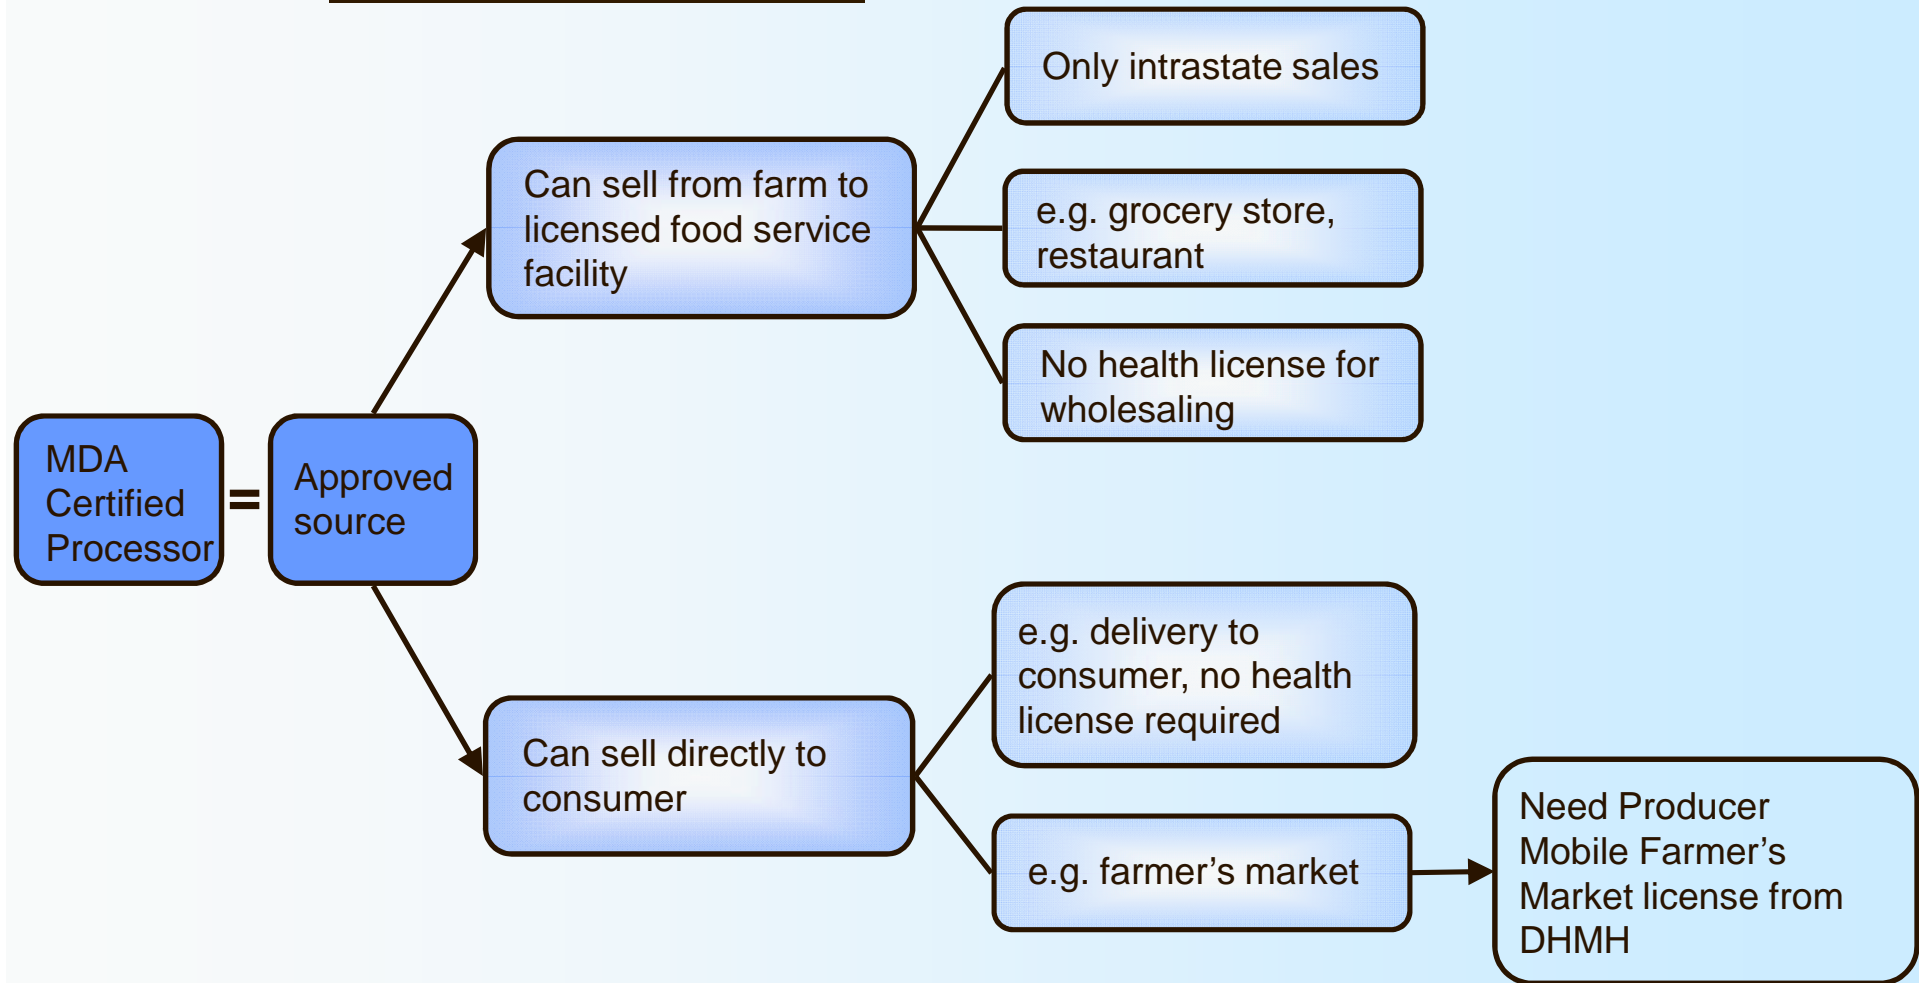 Only intrastate sales
Can sell from farm to
licensed food service
facility
e.g. grocery store,
restaurant
No health license for
wholesaling
MDA
Certified
Processor
=
Approved
source
Can sell directly to
consumer
e.g. delivery to
consumer, no health
license required
e.g. farmer’s market
Need Producer
Mobile Farmer’s
Market license from
DHMH